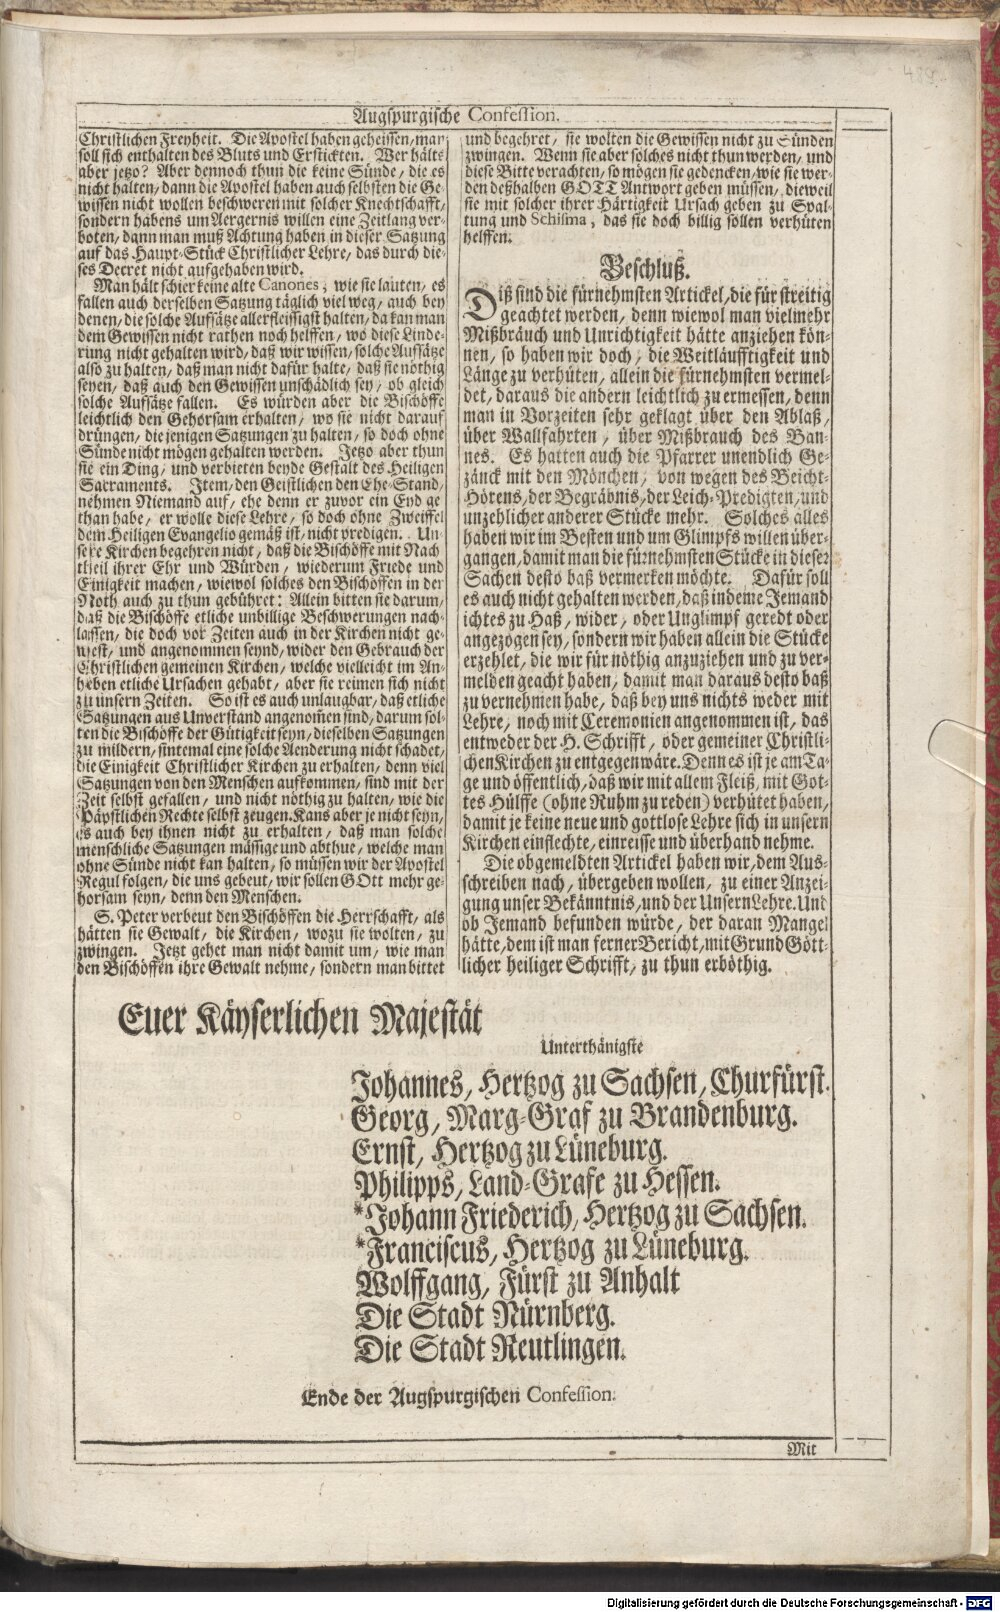 Augspurgische Confession.
Christlichen Freyheit. Die Apostel haben geheissen/ man
soll sich enthalten des Bluts und Erstickten. Wer hälts
aber jetzo? Aber dennoch thun die keine Sünde, die es
nicht halten/ dann die Apostel haben auch selbsten die Ge-
wissen nicht wollen beschweren mit solcher Knechtschafft/
sondern habens um Aergernis willen eine Zeitlang ver-
boten/ dann man muß Achtung haben in dieser Satzung
auf das Haupt-Stück Christlicher Lehre/ das durch die-
ses Decret nicht aufgehaben wird.
Man hält schier keine alte Canones, wie sie lauten/ es
fallen auch derselben Satzung täglich viel weg/ auch bey
denen/ die solche Aufsätze allerfleissigst halten/ da kan man
dem Gewissen nicht rathen noch helffen/ wo diese Linde-
rung nicht gehalten wird/ daß wir wissen/ solche Aufsätze
also zu halten/ daß man nicht dafür halte/ daß sie nöthig
seyen/ daß auch den Gewissen unschädlich sey/ ob gleich
solche Aufsätze fallen. Es würden aber die Bischöffe
leichtlich den Gehorsam erhalten/ wo sie nicht darauf
drüngen/ die jenigen Satzungen zu halten/ so doch ohne
Sünde nicht mögen gehalten werden. Jetzo aber thun
sie ein Ding/ und verbieten beyde Gestalt des Heiligen
Sacraments. Item/ den Geistlichen den Ehe-Stand/
nehmen Niemand auf/ ehe denn er zuvor ein Eyd ge
than habe/ er wolle diese Lehre/ so doch ohne Zweiffel
dem Heiligen Evangelio gemäß ist/ nicht predigen. Un-
sere Kirchen begehren nicht/ daß die Bischöffe mit Nach
theil ihrer Ehr und Würden/ wiederum Friede und
Einigkeit machen/ wiewol solches den Bischöffen in der
Noth auch zu thun gebühret: Allein bitten sie darum/
daß die Bischöffe etliche unbillige Beschwerungen nach-
lassen/ die doch vor Zeiten auch in der Kirchen nicht ge-
west/ und angenommen seynd/ wider den Gebrauch der
Christlichen gemeinen Kirchen/ welche vielleicht im An-
heben etliche Ursachen gehabt/ aber sie reimen sich nicht
zu unsern Zeiten. So ist es auch unlaugbar/ daß etliche
Satzungen aus Unverstand angenom̄en sind/ darum sol-
ten die Bischöffe der Gütigkeit seyn/ dieselben Satzungen
zu mildern/ sintemal eine solche Aenderung nicht schadet/
die Einigkeit Christlicher Kirchen zu erhalten/ denn viel
Satzungen von den Menschen aufkommen/ sind mit der
Zeit selbst gefallen/ und nicht nöthig zu halten/ wie die
Päpstlichen Rechte selbst zeugen. Kans aber je nicht seyn/
es auch bey ihnen nicht zu erhalten/ daß man solche
menschliche Satzungen mässige und abthue/ welche man
ohne Sünde nicht kan halten/ so müssen wir der Apostel
Regul folgen/ die uns gebeut/ wir sollen GOtt mehr ge-
horsam seyn/ denn den Menschen.
S. Peter verbeut den Bischöffen die Herrschafft/ als
hätten sie Gewalt/ die Kirchen/ wozu sie wolten/ zu
zwingen. Jetzt gehet man nicht damit um/ wie man
den Bischöffen ihre Gewalt nehme/ sondern man bittet
und begehret/ sie wolten die Gewissen nicht zu Sünden
zwingen. Wenn sie aber solches nicht thun werden/ und
diese Bitte verachten/ so mögen sie gedencken/ wie sie wer-
den deßhalben GOTT Antwort geben müssen/ dieweil
sie mit solcher ihrer Härtigkeit Ursach geben zu Spal-
tung und Schisma, das sie doch billig sollen verhüten
helffen.
Beschluß.
Diß sind die fürnehmsten Artickel/ die für streitig
geachtet werden/ denn wiewol man vielmehr
Mißbräuch und Unrichtigkeit hätte anziehen kön-
nen/ so haben wir doch/ die Weitläufftigkeit und
Länge zu verhüten/ allein die fürnehmsten vermel-
det/ daraus die andern leichtlich zu ermessen/ denn
man in Vorzeiten sehr geklagt über den Ablaß/
über Wallfahrten/ über Mißbrauch des Ban-
nes. Es hatten auch die Pfarrer unendlich Ge-
zänck mit den Mönchen/ von wegen des Beicht-
Hörens/ der Begräbnis/ der Leich-Predigten/ und
unzehlicher anderer Stücke mehr. Solches alles
haben wir im Besten und um Glimpfs willen über-
gangen/ damit man die fürnehmsten Stücke in dieser
Sachen desto baß vermerken möchte. Dafür soll
es auch nicht gehalten werden/ daß indeme Jemand
ichtes zu Haß/ wider/ oder Unglimpf geredt oder
angezogen sey/ sondern wir haben allein die Stücke
erzehlet/ die wir für nöthig anzuziehen und zu ver-
melden geacht haben/ damit man daraus desto baß
zu vernehmen habe/ daß bey uns nichts weder mit
Lehre/ noch mit Ceremonien angenommen ist/ das
entweder der H. Schrifft/ oder gemeiner Christli-
chen Kirchen zu entgegen wäre. Denn es ist je am Ta-
ge und öffentlich/ daß wir mit allem Fleiß/ mit Got-
tes Hülffe (ohne Ruhm zu reden) verhütet haben/
damit je keine neue und gottlose Lehre sich in unsern
Kirchen einflechte/ einreisse und überhand nehme.
Die obgemeldten Artickel haben wir/ dem Aus-
schreiben nach/ übergeben wollen/ zu einer Anzei-
gung unser Bekänntnis/ und der Unsern Lehre. Und
ob Jemand befunden würde/ der daran Mangel
hätte/ dem ist man ferner Bericht/ mit Grund Gött-
licher heiliger Schrifft/ zu thun erböthig.
Euer Käyserlichen Majestät
Unterthänigste
Johannes, Hertzog zu Sachsen, Churfürst.
Georg, Marg-Graf zu Brandenburg.
Ernst, Hertzog zu Lüneburg.
Philipps, Land-Grafe zu Hessen.
*Johann Friederich, Hertzog zu Sachsen.
*Franciscus, Hertzog zu Lüneburg.
Wolffgang, Fürst zu Anhalt
Die Stadt Nürnberg.
Die Stadt Reutlingen.
Ende der Augspurgischen Confession.
Mit
Digitalisierung gefördert durch die Deutsche Forschungsgemeinschaft - DFG